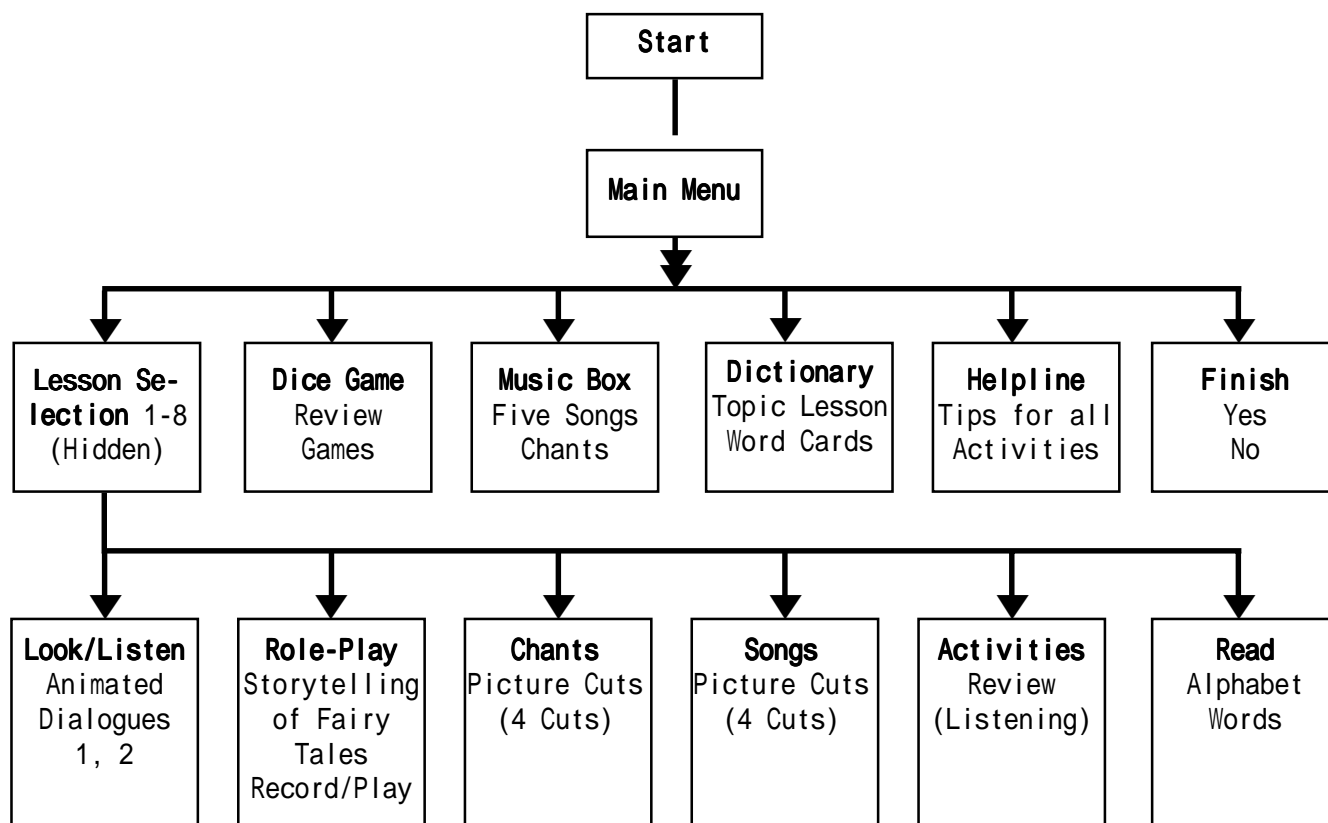 Start
Main Menu
Lesson Se-
lection 1-8
(Hidden)
Dice Game
Review
Games
Music Box
Five Songs
Chants
Dictionary
Topic Lesson
Word Cards
Helpline
Tips for all
Activities
Finish
Yes
No
Look/Listen
Animated
Dialogues
1, 2
Role-Play
Storytelling
of Fairy
Tales
Record/Play
Chants
Picture Cuts
(4 Cuts)
Songs
Picture Cuts
(4 Cuts)
Activities
Review
(Listening)
Read
Alphabet
Words